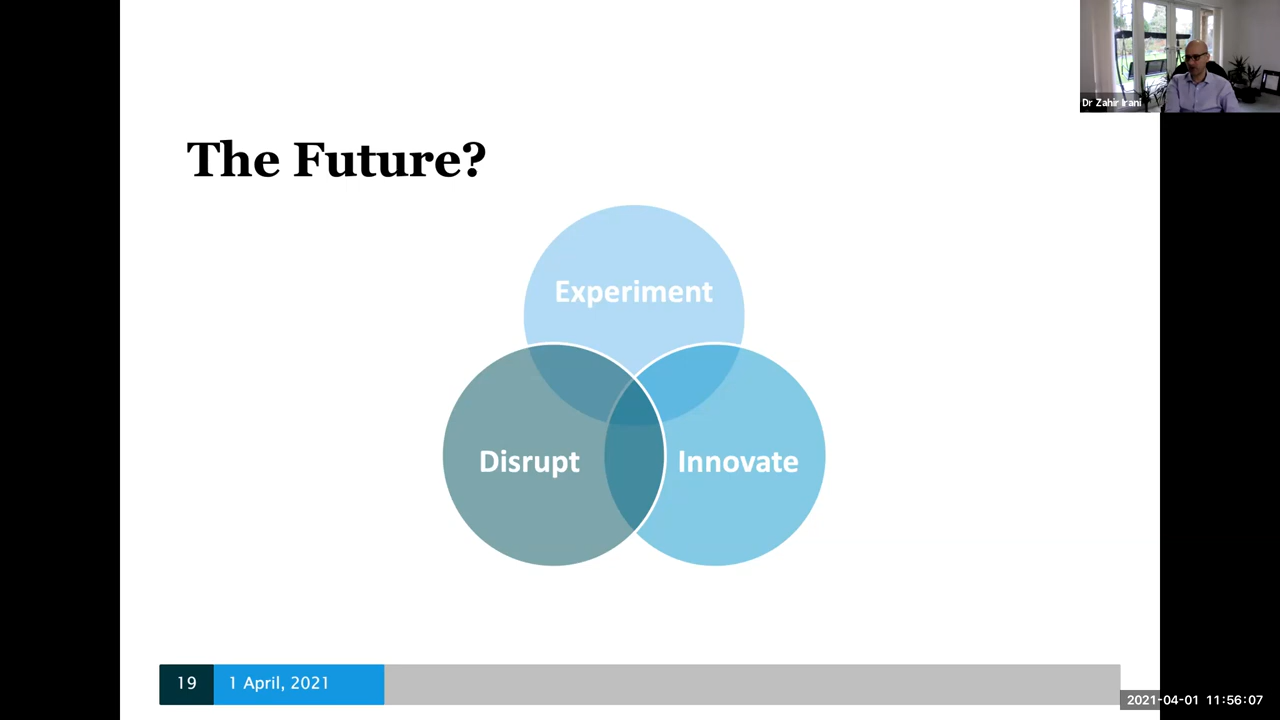 Dr Zahir Irani
The Future?
Experiment
Disrupt
Innovate
19
1 April, 2021
2021-04-01 11:56:07